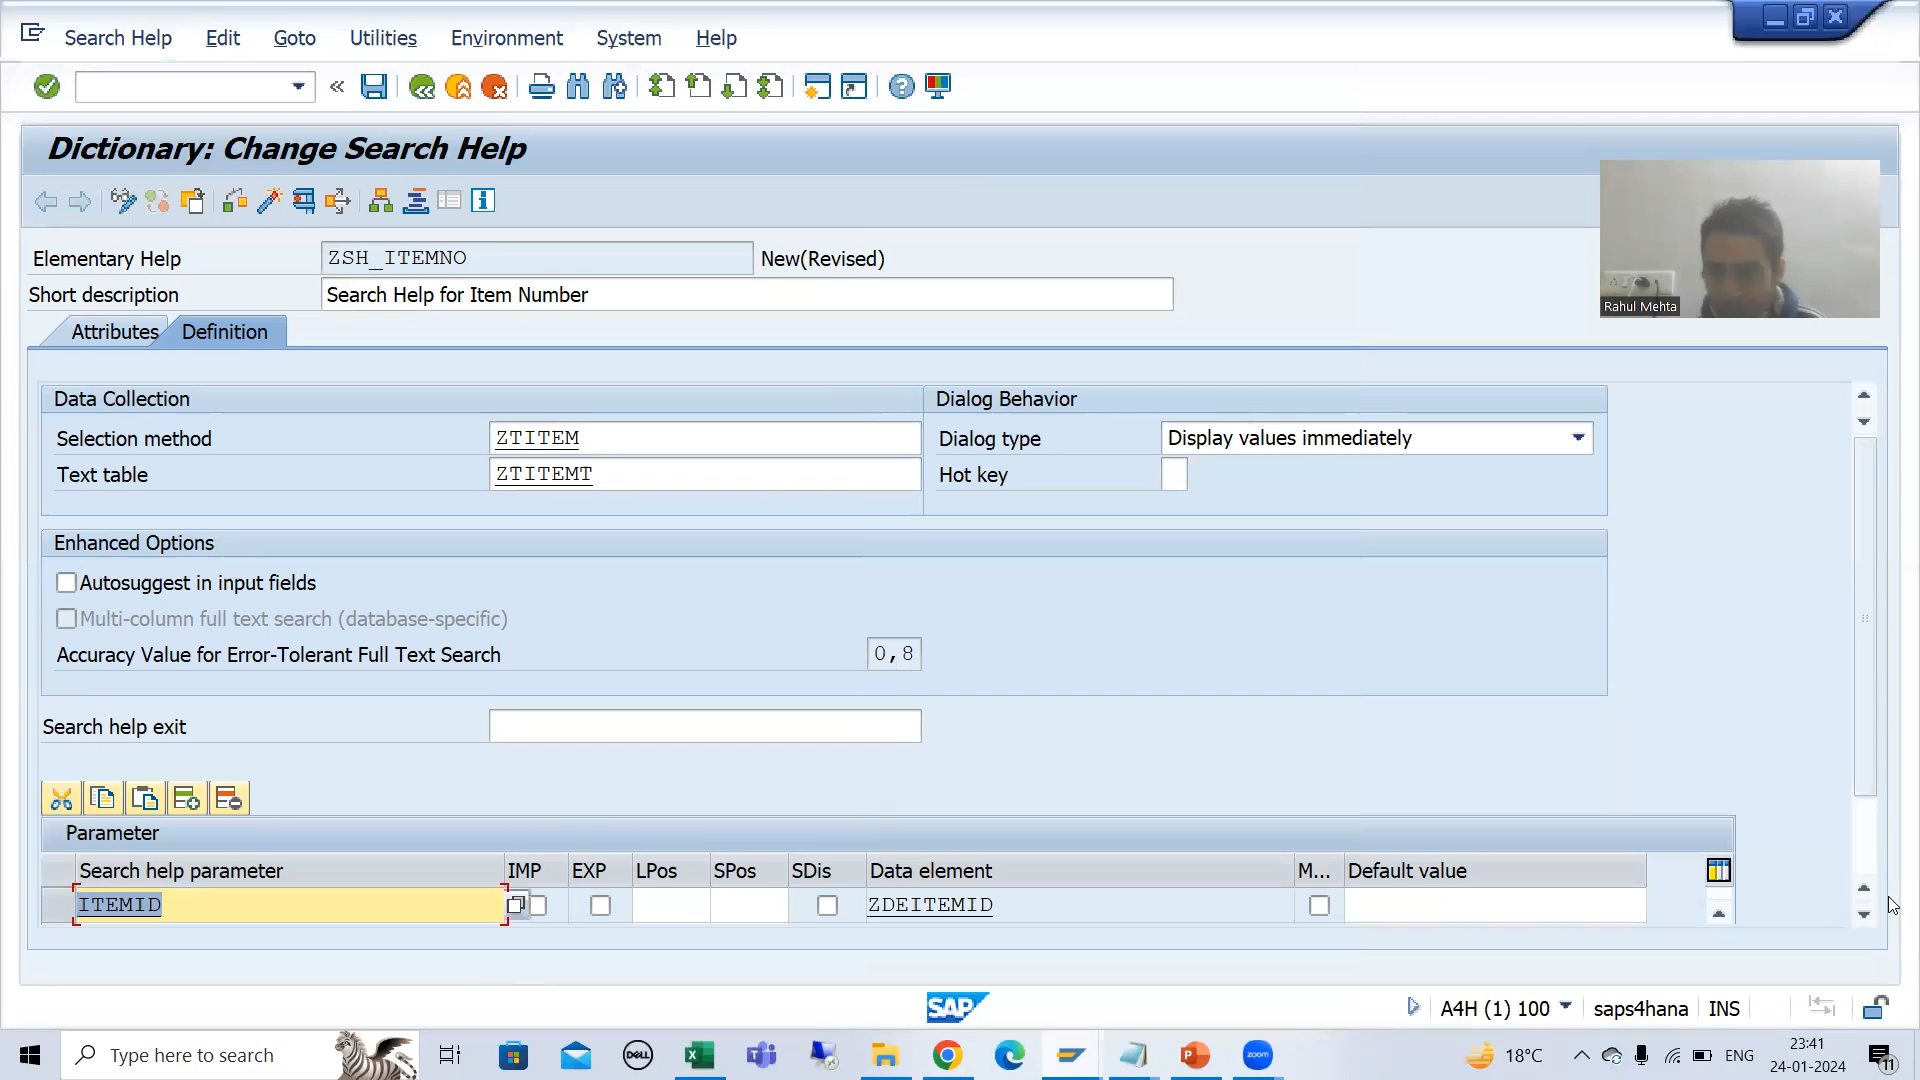 Search Help Edit Goto Utilities Environment System Help
Dictionary: Change Search Help
Elementary Help ZSH_ITEMNO New(Revised)
Short description Search Help for Item Number
Rahul Mehta
Attributes Definition
Data Collection Dialog Behavior
Selection method ZTITEM Dialog type Display values immediately
Text table ZTITEMT Hot key
Enhanced Options
Autosuggest in input fields
Multi-column full text search (database-specific)
Accuracy Value for Error-Tolerant Full Text Search 0,8
Search help exit
Parameter
Search help parameter IMP EXP LPos SPos SDis Data element M... Default value
ITEMID ZDEITEMID
SAP A4H (1) 100 saps4hana INS
Type here to search DELL zoom 18°C ENG 23:41
24-01-2024 11